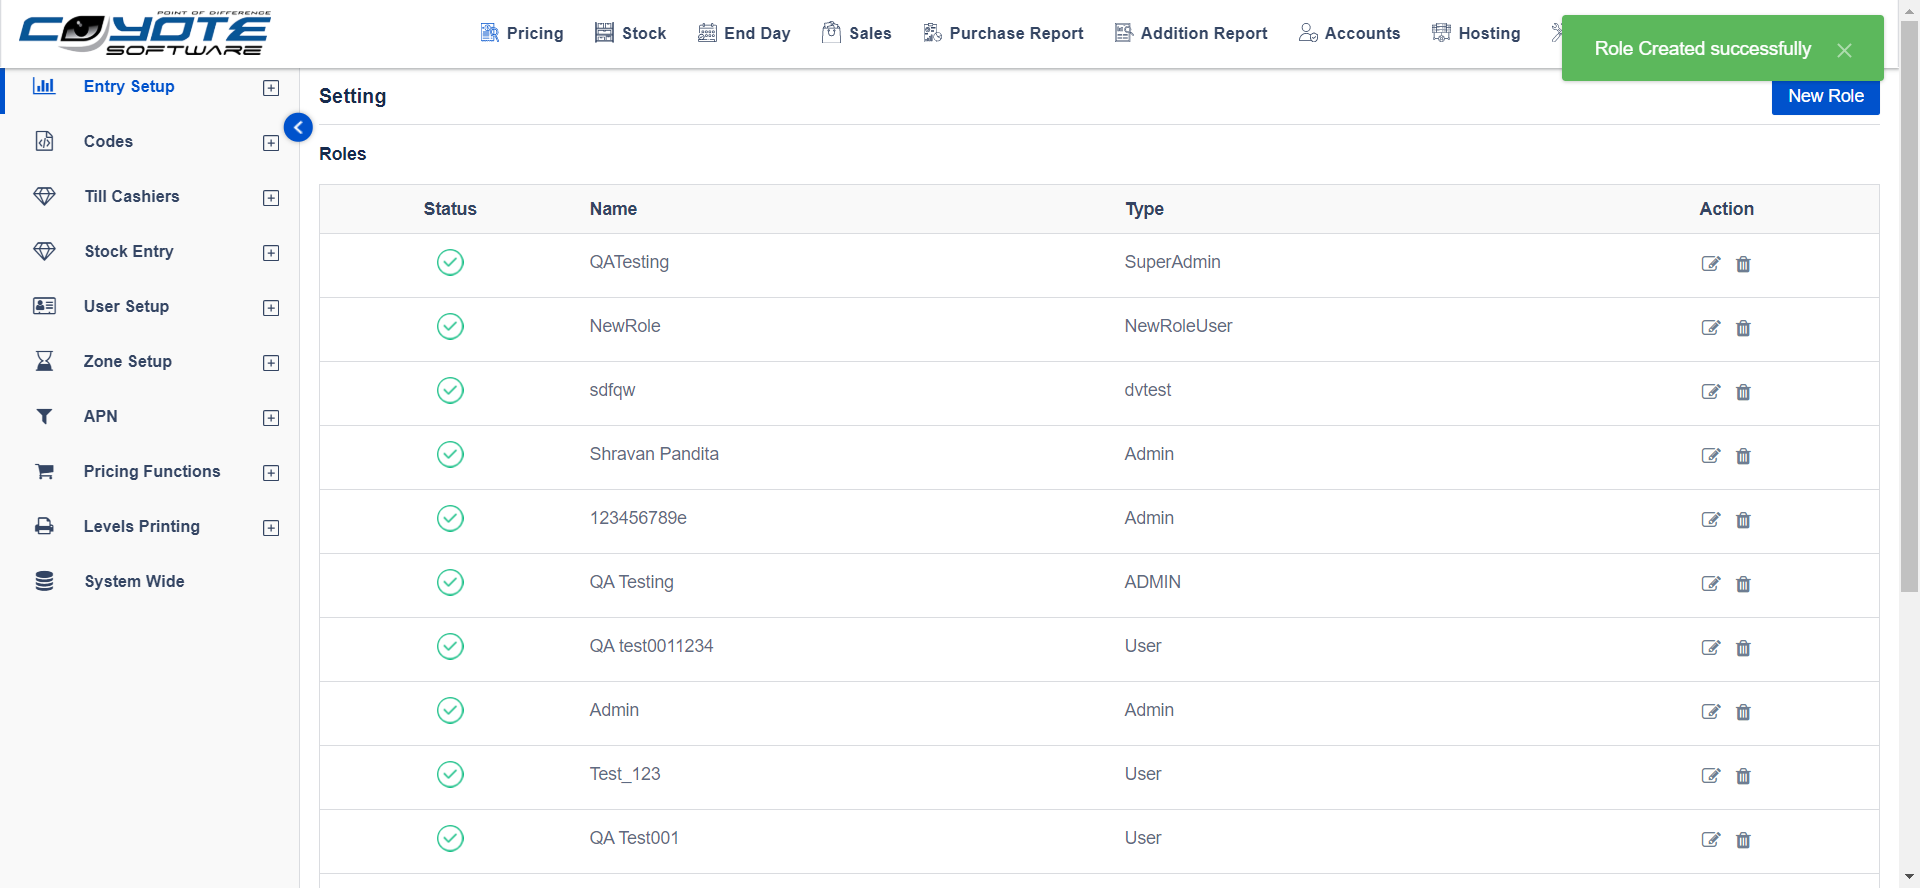 POINT OF DIFFERENCE
COYOTE
SOFTWARE
Pricing
Stock
End Day
Sales
Purchase Report
Addition Report
Accounts
Hosting
Role Created successfully
Entry Setup
Codes
Till Cashiers
Stock Entry
User Setup
Zone Setup
APN
Pricing Functions
Levels Printing
System Wide
Setting
New Role
Roles
Status Name Type Action
QATesting SuperAdmin
NewRole NewRoleUser
sdfqw dvtest
Shravan Pandita Admin
123456789e Admin
QA Testing ADMIN
QA test0011234 User
Admin Admin
Test_123 User
QA Test001 User